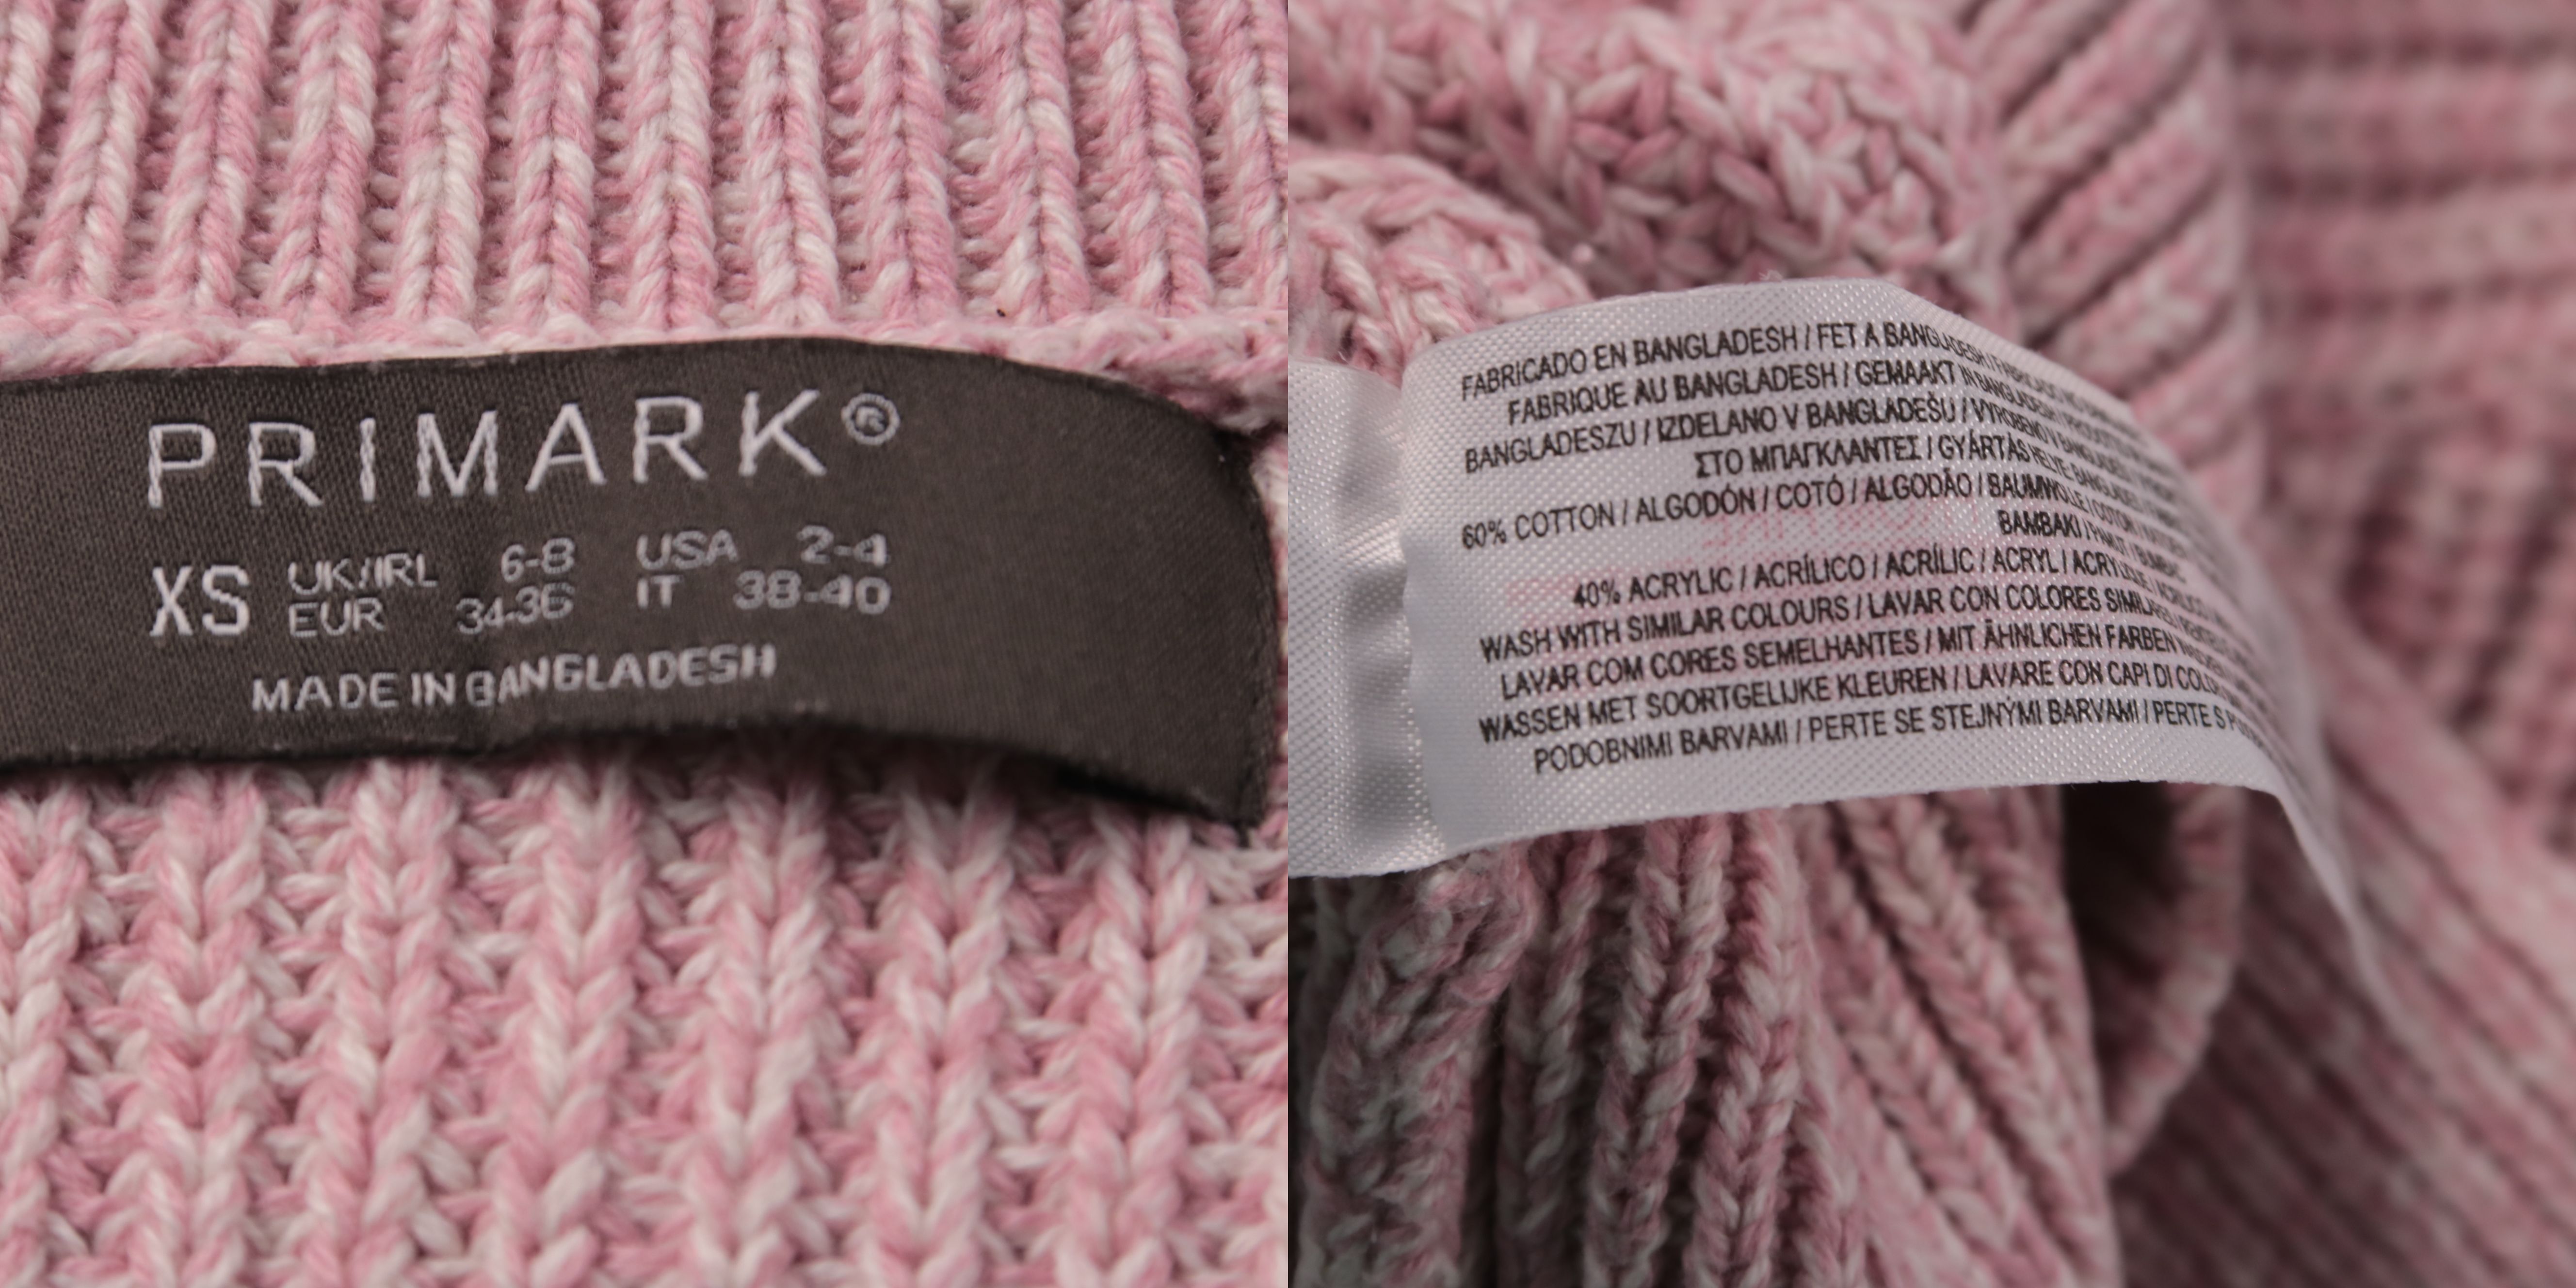 PRIMARK®
XS UK/IRL 6-8 USA 2-4
EUR 34-36 IT 38-40
MADE IN BANGLADESH
FABRICADO EN BANGLADESH / FET A BANGLADESH /
FABRIQUE AU BANGLADESH / GEMAAKT IN BANGLADESH
BANGLADESZU / IZDELANO V BANGLADEŠU / VYROBENO V BANGLADÉŠI
ΣΤΟ ΜΠΑΓΚΛΑΝΤΕΣ / GYÁRTÁS HELYE: BANGLADES
60% COTTON / ALGODÓN / COTÓ / ALGODÃO / BAUMWOLLE / COTON
BAMBAKI /
40% ACRYLIC / ACRÍLICO / ACRÍLIC / ACRYL / ACRYLIQUE
WASH WITH SIMILAR COLOURS / LAVAR CON COLORES SIMILARES
LAVAR COM CORES SEMELHANTES / MIT ÄHNLICHEN FARBEN
WASSEN MET SOORTGELIJKE KLEUREN / LAVARE CON CAPI DI
PODOBNIMI BARVAMI / PERTE SE STEJNÝMI BARVAMI / PERTE S